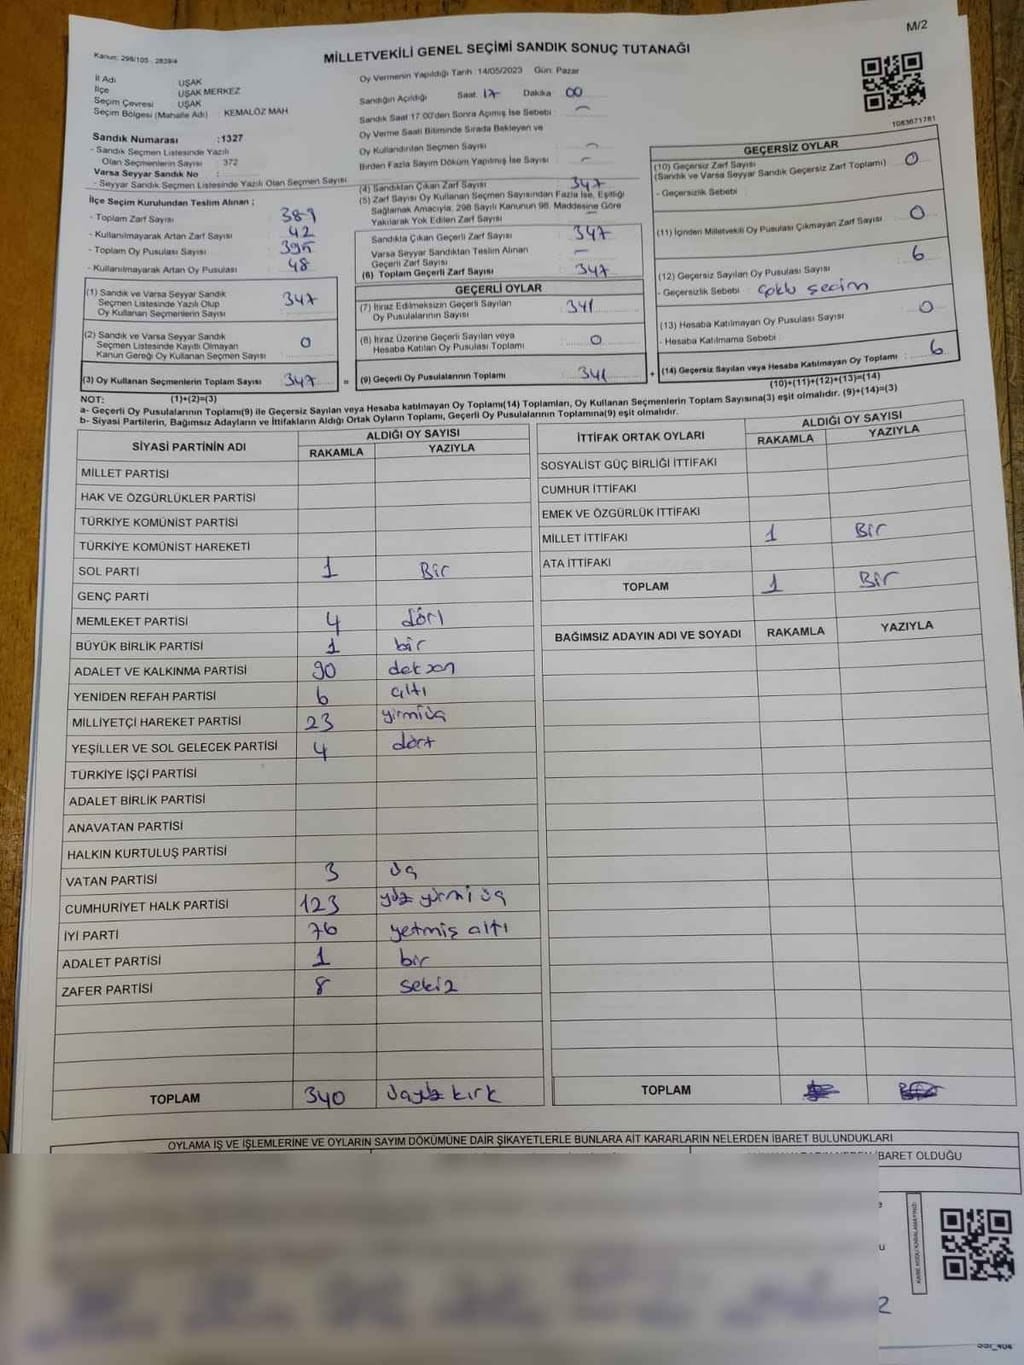 M/2
Kanun: 298/105 - 2839/4
MİLLETVEKİLİ GENEL SEÇİMİ SANDIK SONUÇ TUTANAĞI
İl Adı UŞAK
İlçe UŞAK MERKEZ
Seçim Çevresi UŞAK
Seçim Bölgesi (Mahalle Adı) : KEMALÖZ MAH
Sandık Numarası :1327
- Sandık Seçmen Listesinde Yazılı
Olan Seçmenlerin Sayısı : 372
Varsa Seyyar Sandık No :
- Seyyar Sandık Seçmen Listesinde Yazılı Olan Seçmen Sayısı
Oy Vermenin Yapıldığı Tarih :14/05/2023 Gün: Pazar
Sandığın Açıldığı Saat: 17 Dakika 00
Sandık Saat 17.00'den Sonra Açılmış İse Sebebi
Oy Verme Saati Bitiminde Sırada Bekleyen ve
Oy Kullandırılan Seçmen Sayısı
Birden Fazla Sayım Döküm Yapılmış İse Sayısı
1083671781
İlçe Seçim Kurulundan Teslim Alınan ;
- Toplam Zarf Sayısı 389
- Kullanılmayarak Artan Zarf Sayısı 42
- Toplam Oy Pusulası Sayısı 395
- Kullanılmayarak Artan Oy Pusulası 48
(4) Sandıktan Çıkan Zarf Sayısı 347
(5) Zarf Sayısı Oy Kullanan Seçmen Sayısından Fazla İse, Eşitliği
Sağlamak Amacıyla; 298 Sayılı Kanunun 98. Maddesine Göre
Yakılarak Yok Edilen Zarf Sayısı
Sandıkta Çıkan Geçerli Zarf Sayısı 347
Varsa Seyyar Sandıktan Teslim Alınan
Geçerli Zarf Sayısı
(6) Toplam Geçerli Zarf Sayısı 347
GEÇERSİZ OYLAR
(10) Geçersiz Zarf Sayısı
(Sandık ve Varsa Seyyar Sandık Geçersiz Zarf Toplamı) 0
- Geçersizlik Sebebi
(11) İçinden Milletvekili Oy Pusulası Çıkmayan Zarf Sayısı 0
(12) Geçersiz Sayılan Oy Pusulası Sayısı 6
- Geçersizlik Sebebi : çoklu seçim
(13) Hesaba Katılmayan Oy Pusulası Sayısı 0
- Hesaba Katılmama Sebebi
(14) Geçersiz Sayılan veya Hesaba Katılmayan Oy Toplamı : 6
(10)+(11)+(12)+(13)=(14)
(1) Sandık ve Varsa Seyyar Sandık
Seçmen Listesinde Yazılı Olup
Oy Kullanan Seçmenlerin Sayısı 347
(2) Sandık ve Varsa Seyyar Sandık
Seçmen Listesinde Kayıtlı Olmayan
Kanun Gereği Oy Kullanan Seçmen Sayısı 0
(3) Oy Kullanan Seçmenlerin Toplam Sayısı 347
(1)+(2)=(3)
GEÇERLİ OYLAR
(7) İtiraz Edilmeksizin Geçerli Sayılan
Oy Pusulalarının Sayısı : 341
(8) İtiraz Üzerine Geçerli Sayılan veya
Hesaba Katılan Oy Pusulası Toplamı : 0
= (9) Geçerli Oy Pusulalarının Toplamı : 341 +
NOT:
a- Geçerli Oy Pusulaları Toplamı(9) ile Geçersiz Sayılan veya Hesaba katılmayan Oy Toplamı(14) Toplamları, Oy Kullanan Seçmenlerin Toplam Sayısına(3) eşit olmalıdır. (9)+(14)=(3)
b- Siyasi Partilerin, Bağımsız Adayların ve İttifakların Aldığı Ortak Oyların Toplamı, Geçerli Oy Pusulalarının Toplamına(9) eşit olmalıdır.
SİYASİ PARTİNİN ADI ALDIĞI OY SAYISI
RAKAMLA YAZIYLA
MİLLET PARTİSİ
HAK VE ÖZGÜRLÜKLER PARTİSİ
TÜRKİYE KOMÜNİST PARTİSİ
TÜRKİYE KOMÜNİST HAREKETİ
SOL PARTİ 1 Bir
GENÇ PARTİ
MEMLEKET PARTİSİ 4 dört
BÜYÜK BİRLİK PARTİSİ 1 bir
ADALET VE KALKINMA PARTİSİ 90 doksan
YENİDEN REFAH PARTİSİ 6 altı
MİLLİYETÇİ HAREKET PARTİSİ 23 yirmiüç
YEŞİLLER VE SOL GELECEK PARTİSİ 4 dört
TÜRKİYE İŞÇİ PARTİSİ
ADALET BİRLİK PARTİSİ
ANAVATAN PARTİSİ
HALKIN KURTULUŞ PARTİSİ
VATAN PARTİSİ 3 üç
CUMHURİYET HALK PARTİSİ 123 yüz yirmi üç
İYİ PARTİ 76 yetmiş altı
ADALET PARTİSİ 1 bir
ZAFER PARTİSİ 8 sekiz
TOPLAM 340 üçyüz kırk
İTTİFAK ORTAK OYLARI ALDIĞI OY SAYISI
RAKAMLA YAZIYLA
SOSYALİST GÜÇ BİRLİĞİ İTTİFAKI
CUMHUR İTTİFAKI
EMEK VE ÖZGÜRLÜK İTTİFAKI
MİLLET İTTİFAKI 1 Bir
ATA İTTİFAKI
TOPLAM 1 Bir
BAĞIMSIZ ADAYIN ADI VE SOYADI RAKAMLA YAZIYLA
TOPLAM
OYLAMA İŞ VE İŞLEMLERİNE VE OYLARIN SAYIM DÖKÜMÜNE DAİR ŞİKAYETLERLE BUNLARA AİT KARARLARIN NELERDEN İBARET BULUNDUKLARI
İBARET OLDUĞU